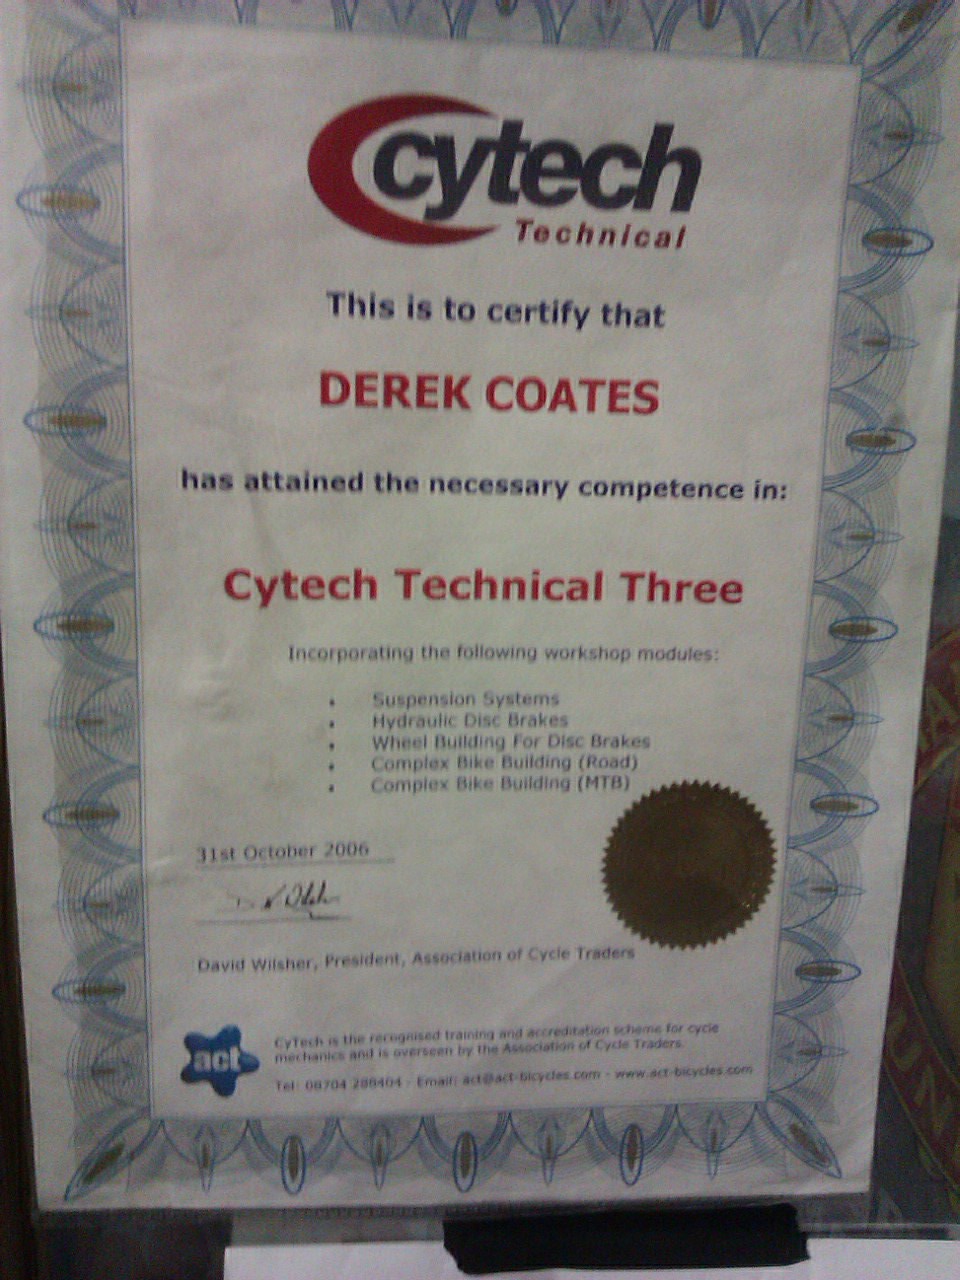 cytech
Technical
This is to certify that
DEREK COATES
has attained the necessary competence in:
Cytech Technical Three
Incorporating the following workshop modules:
• Suspension Systems
• Hydraulic Disc Brakes
• Wheel Building For Disc Brakes
• Complex Bike Building (Road)
• Complex Bike Building (MTB)
31st October 2006
David Wilsher, President, Association of Cycle Traders
act
CyTech is the recognised training and accreditation scheme for cycle
mechanics and is overseen by the Association of Cycle Traders.
Tel: 08704 288404 - Email: act@act-bicycles.com - www.act-bicycles.com